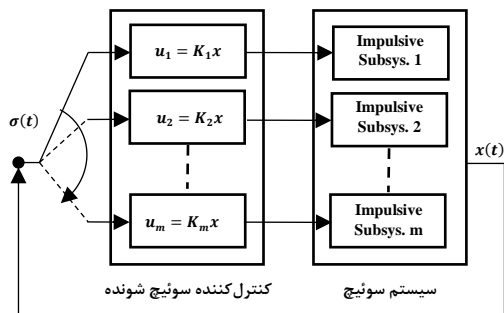 u₁ = K₁x
Impulsive
Subsys. 1
σ(t)
u₂ = K₂x
Impulsive
Subsys. 2
x(t)
uₘ = Kₘx
Impulsive
Subsys. m
کنترل‌کننده سوئیچ شونده
سیستم سوئیچ